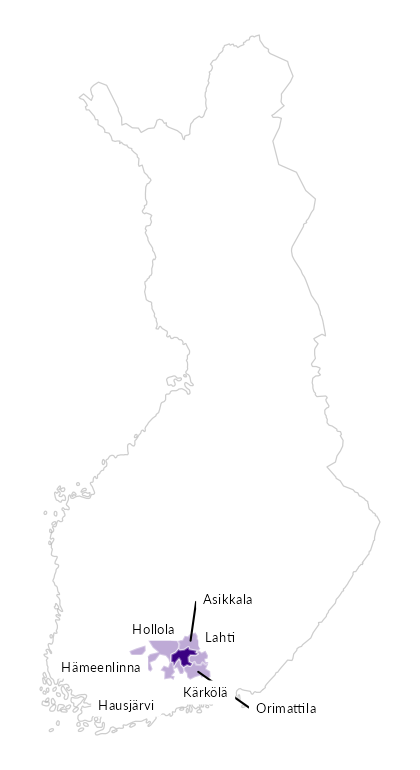 Asikkala
Hollola
Lahti
Hämeenlinna
Kärkölä
Hausjärvi
Orimattila